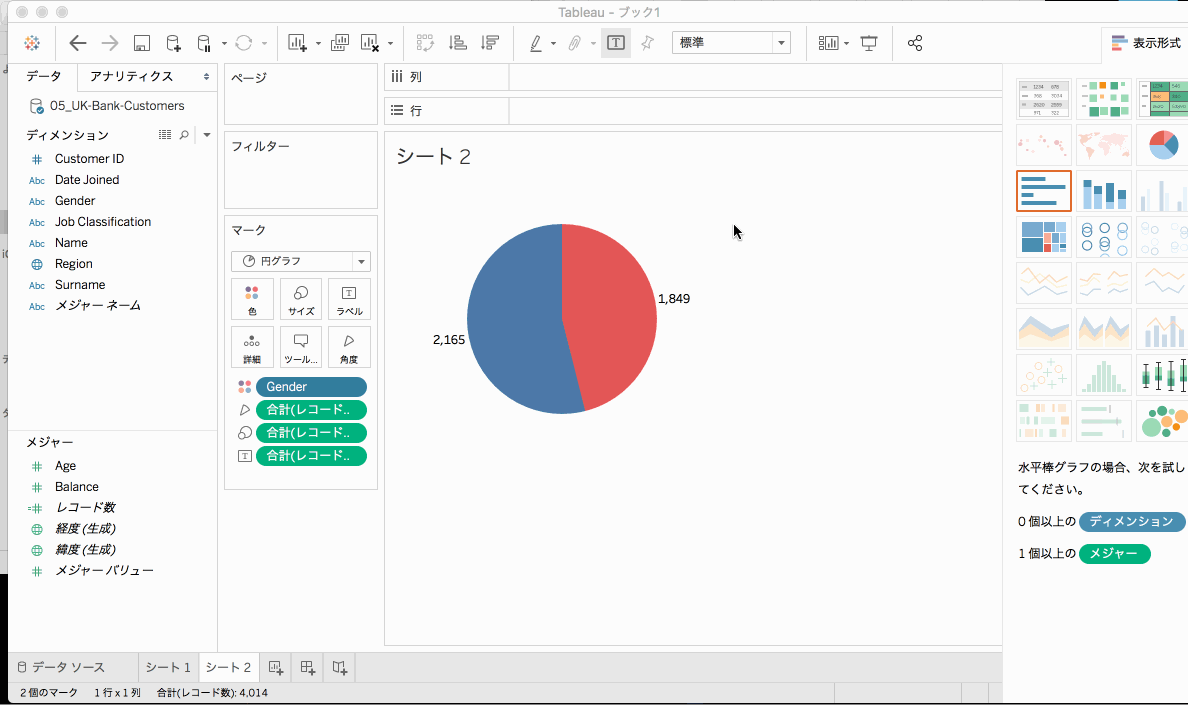 Tableau - ブック1
標準
表示形式
データ
アナリティクス
05_UK-Bank-Customers
ディメンション
Customer ID
Abc Date Joined
Abc Gender
Abc Job Classification
Abc Name
Region
Abc Surname
Abc メジャー ネーム
メジャー
Age
Balance
レコード数
経度 (生成)
緯度 (生成)
メジャー バリュー
ページ
フィルター
マーク
円グラフ
色
サイズ
ラベル
詳細
ツール...
角度
Gender
合計(レコード..
合計(レコード..
合計(レコード..
列
行
シート 2
1,849
2,165
水平棒グラフの場合、次を試し
てください。
0 個以上の ディメンション
1 個以上の メジャー
データ ソース
シート 1
シート 2
2 個のマーク
1 行 x 1 列
合計(レコード数): 4,014